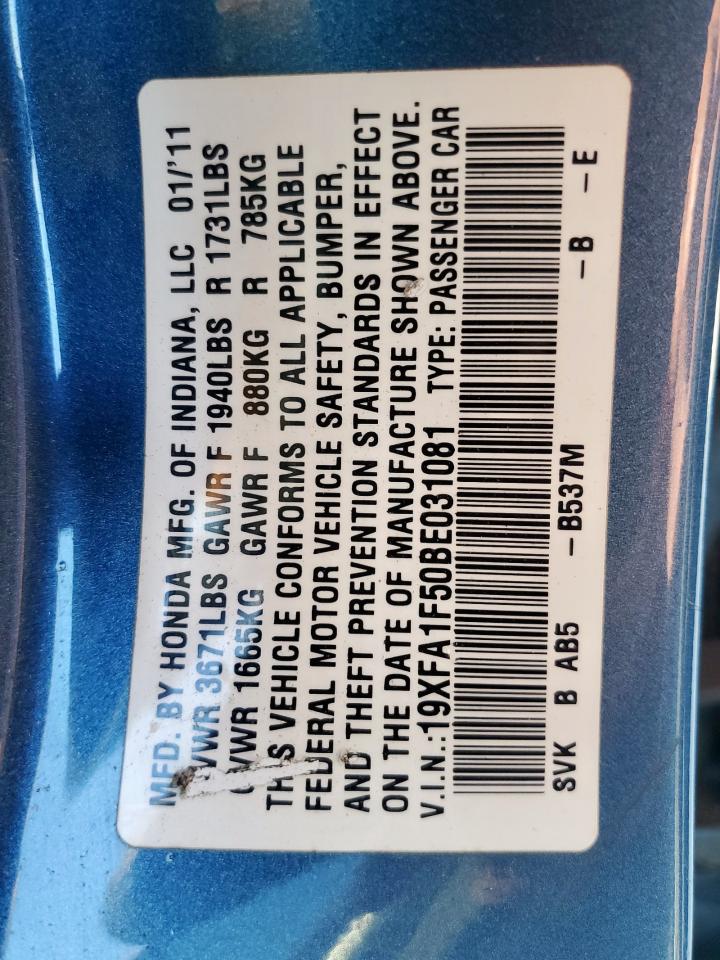 MFD. BY HONDA MFG. OF INDIANA, LLC 01/'11
GVWR 3671LBS GAWR F 1940LBS R 1731LBS
GVWR 1665KG GAWR F 880KG R 785KG
THIS VEHICLE CONFORMS TO ALL APPLICABLE
FEDERAL MOTOR VEHICLE SAFETY, BUMPER,
AND THEFT PREVENTION STANDARDS IN EFFECT
ON THE DATE OF MANUFACTURE SHOWN ABOVE.
V.I.N.:19XFA1F50BE031081 TYPE: PASSENGER CAR
SVK B AB5 –B537M –B –E